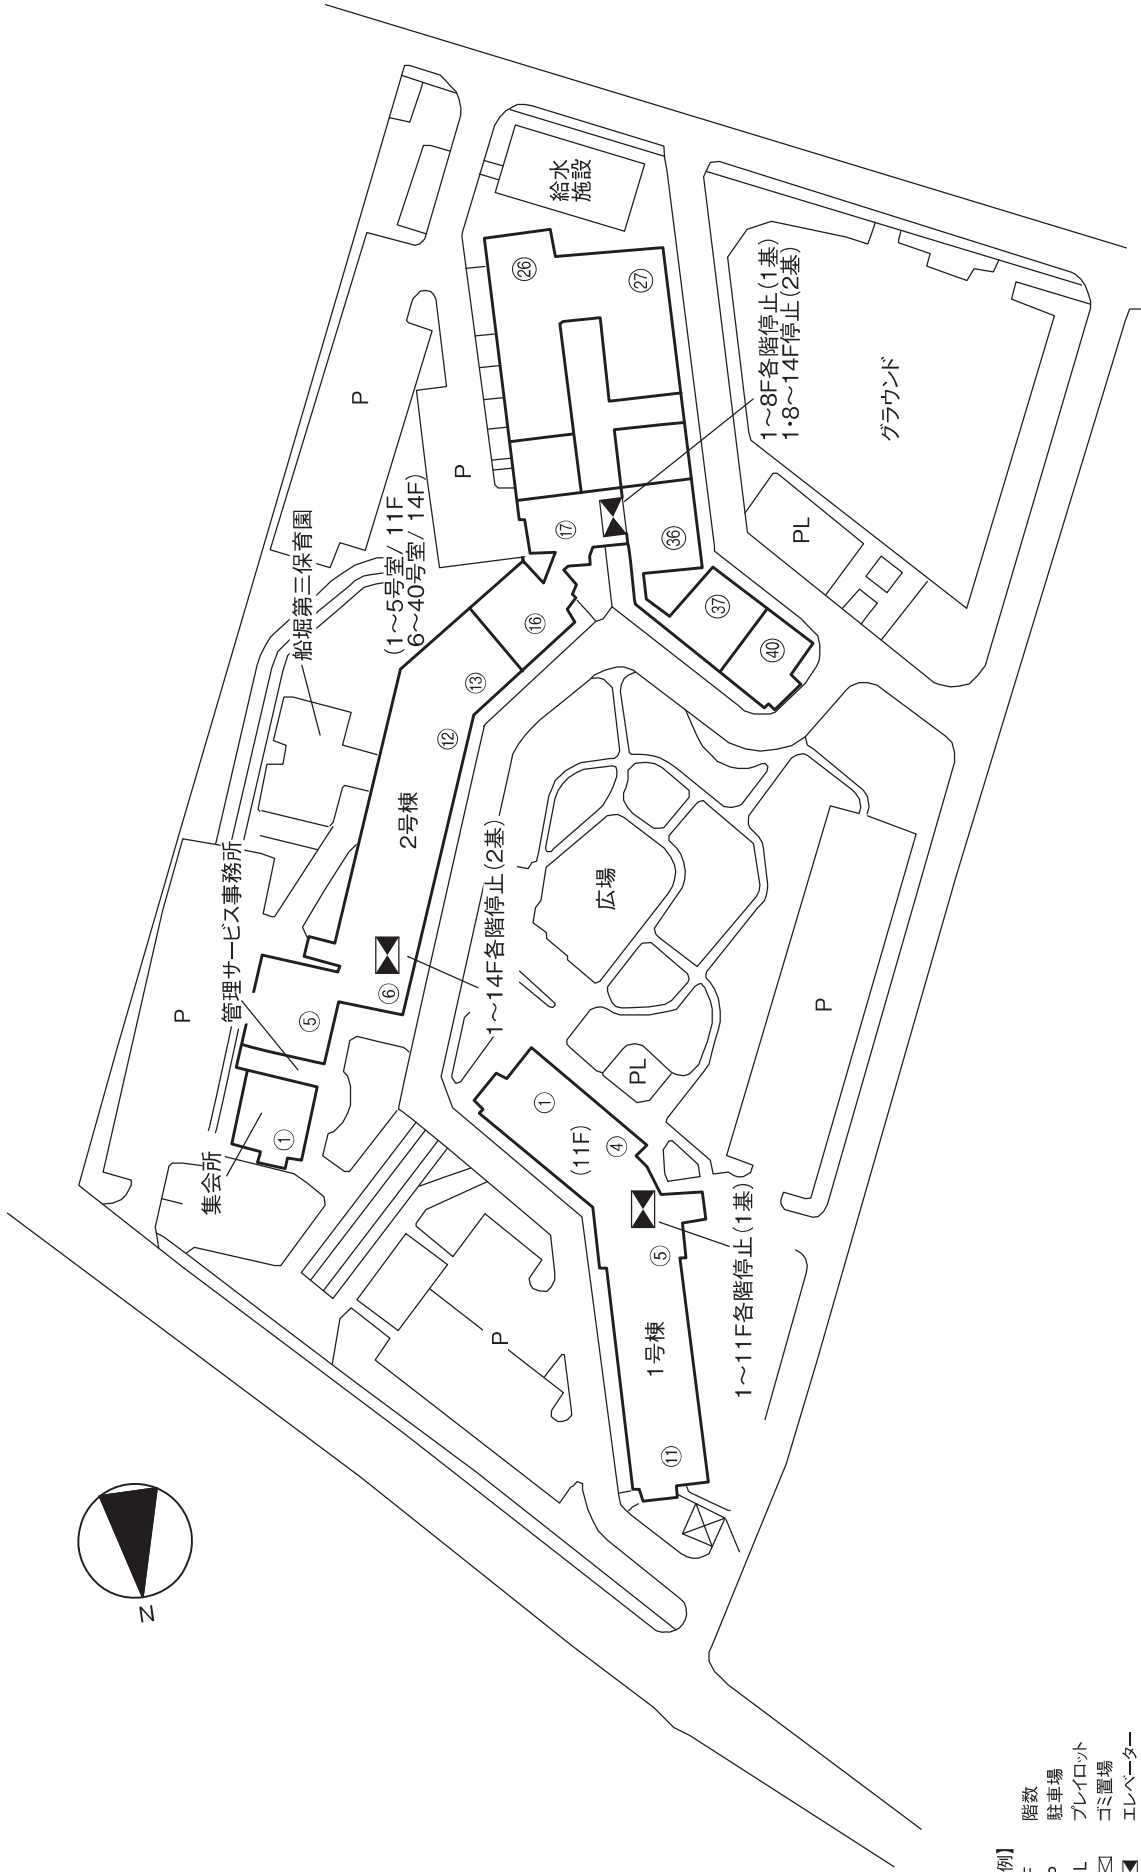 給水
施設
㉖
㉗
P
P
船堀第三保育園
(1~5号室/11F
6~40号室/14F)
⑰
㊱
1~8F各階停止(1基)
1・8~14F停止(2基)
グラウンド
PL
⑯
㊲
㊵
⑬
⑫
2号棟
管理サービス事務所
P
⑤
⑥
1~14F各階停止(2基)
広場
P
PL
集会所
①
①
(11F)
④
⑤
1~11F各階停止(1基)
1号棟
P
⑪
N
例】
階数
P 駐車場
L プレイロット
ゴミ置場
エレベーター